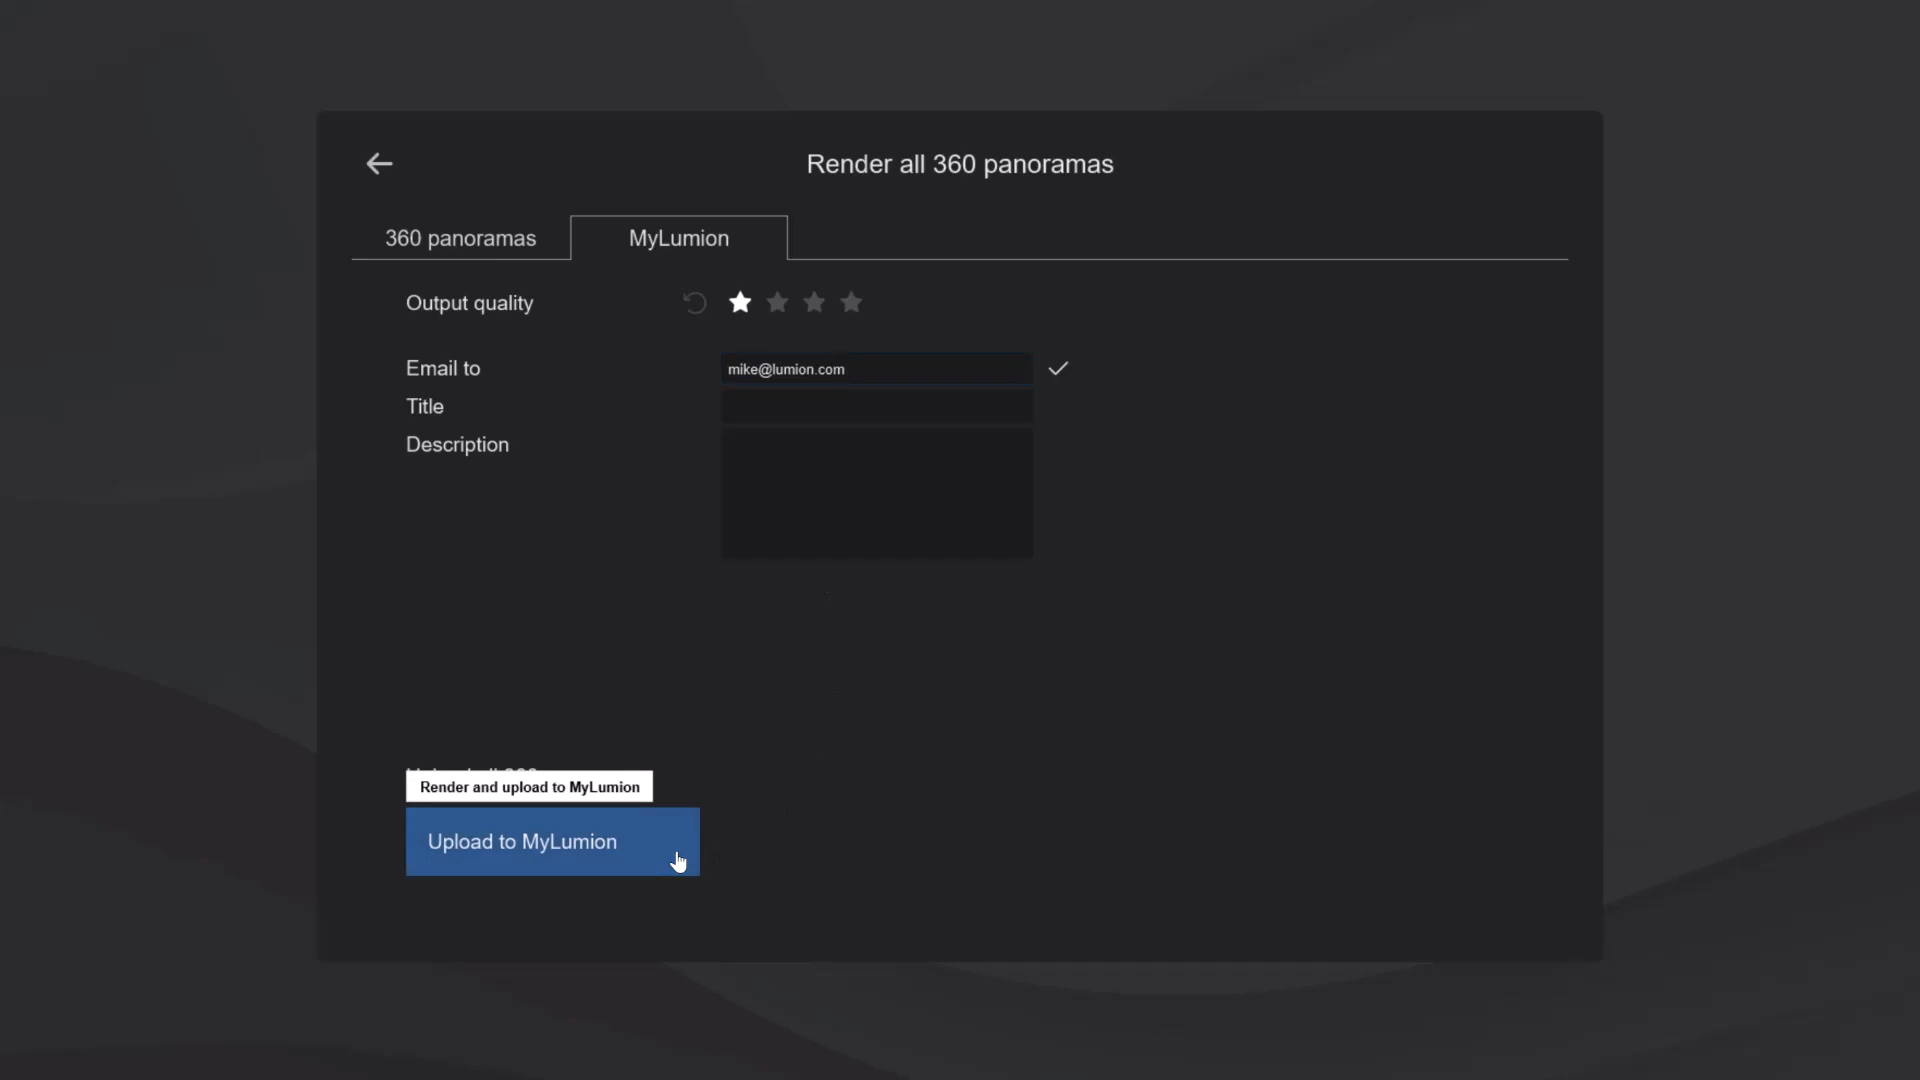 Render all 360 panoramas
360 panoramas
MyLumion
Output quality
Email to
mike@lumion.com
Title
Description
Render and upload to MyLumion
Upload to MyLumion